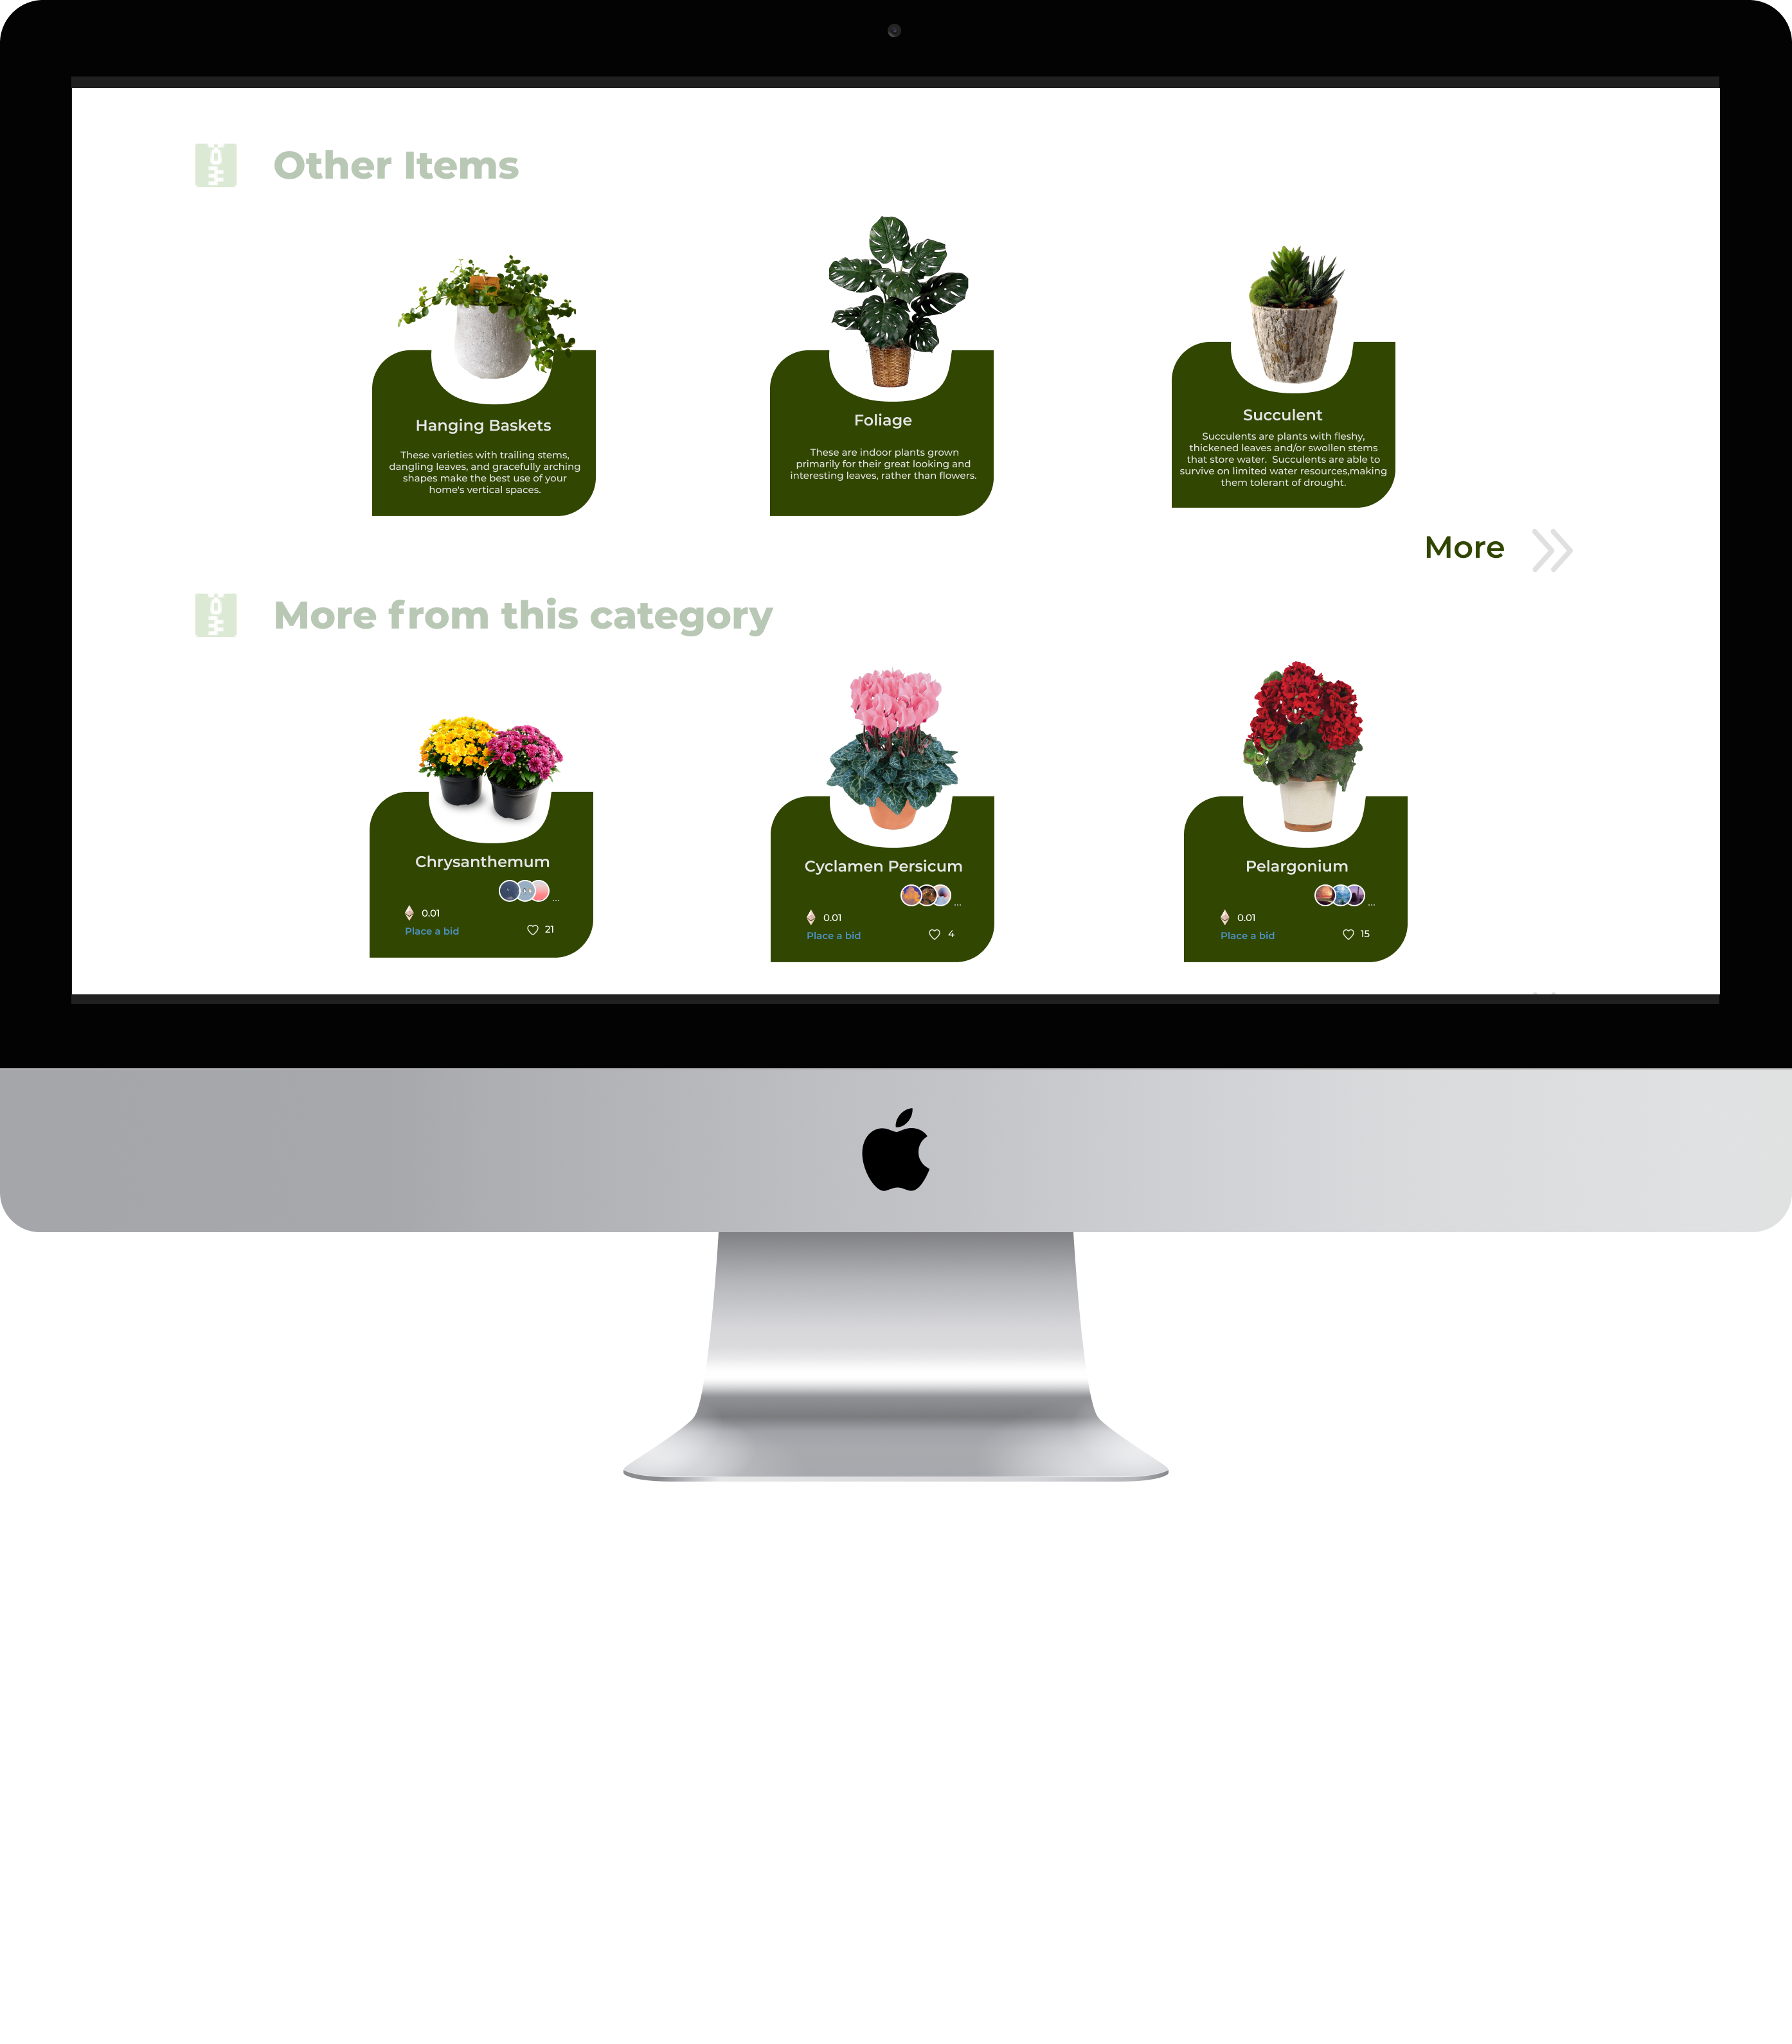 Other Items
Hanging Baskets
These varieties with trailing stems,
dangling leaves, and gracefully arching
shapes make the best use of your
home's vertical spaces.
Foliage
These are indoor plants grown
primarily for their great looking and
interesting leaves, rather than flowers.
Succulent
Succulents are plants with fleshy,
thickened leaves and/or swollen stems
that store water.  Succulents are able to
survive on limited water resources,making
them tolerant of drought.
More
More from this category
Chrysanthemum
...
0.01
Place a bid
21
Cyclamen Persicum
...
0.01
Place a bid
4
Pelargonium
...
0.01
Place a bid
15